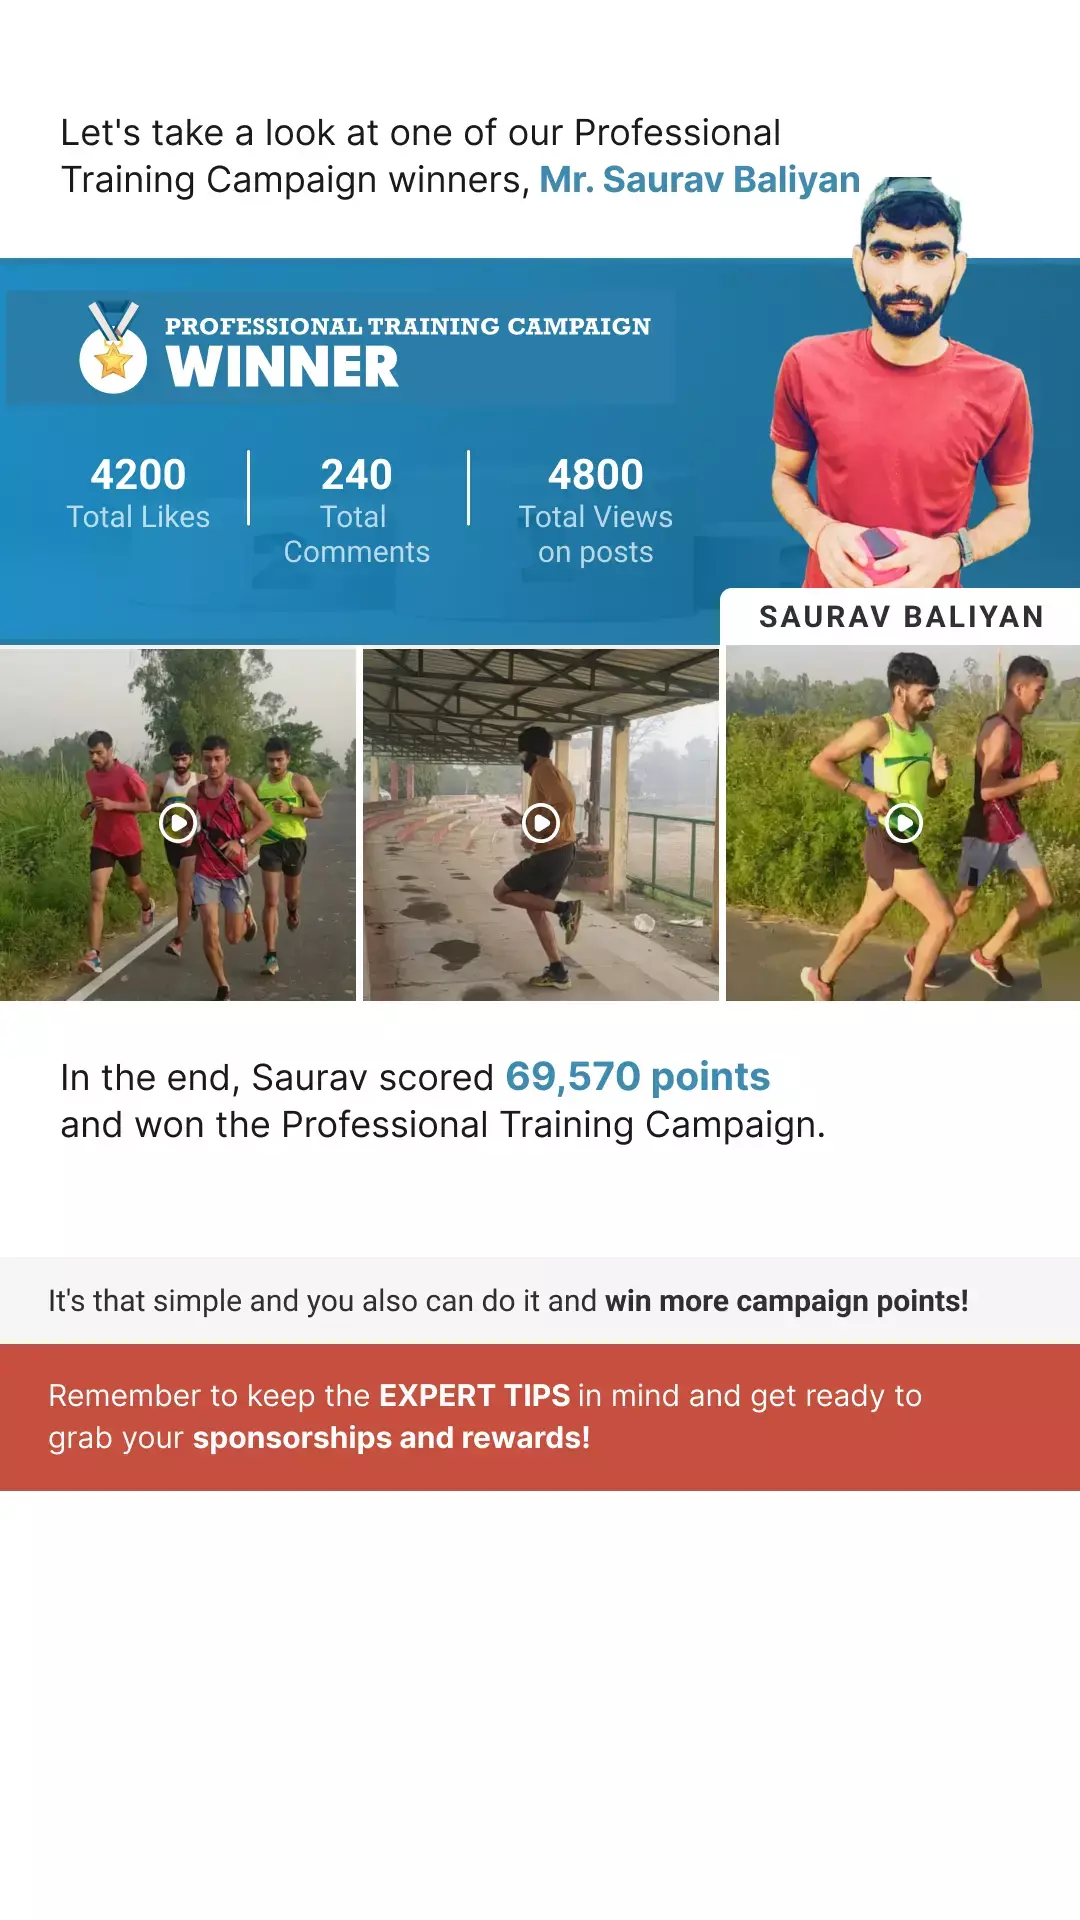 Let's take a look at one of our Professional
Training Campaign winners, Mr. Saurav Baliyan
PROFESSIONAL TRAINING CAMPAIGN
WINNER
4200
Total Likes
240
Total
Comments
4800
Total Views
on posts
SAURAV BALIYAN
In the end, Saurav scored 69,570 points
and won the Professional Training Campaign.
It's that simple and you also can do it and win more campaign points!
Remember to keep the EXPERT TIPS in mind and get ready to
grab your sponsorships and rewards!